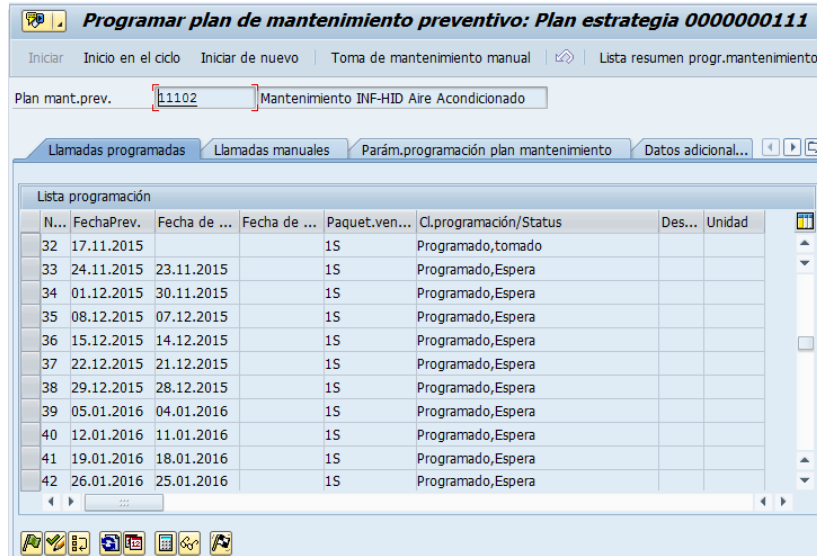 Programar plan de mantenimiento preventivo: Plan estrategia 0000000111
Iniciar Inicio en el ciclo Iniciar de nuevo Toma de mantenimiento manual Lista resumen progr.mantenimiento
Plan mant.prev. 11102 Mantenimiento INF-HID Aire Acondicionado
Llamadas programadas Llamadas manuales Parám.programación plan mantenimiento Datos adicional...
Lista programación
N... FechaPrev. Fecha de ... Fecha de ... Paquet.ven... Cl.programación/Status Des... Unidad
32 17.11.2015 1S Programado,tomado
33 24.11.2015 23.11.2015 1S Programado,Espera
34 01.12.2015 30.11.2015 1S Programado,Espera
35 08.12.2015 07.12.2015 1S Programado,Espera
36 15.12.2015 14.12.2015 1S Programado,Espera
37 22.12.2015 21.12.2015 1S Programado,Espera
38 29.12.2015 28.12.2015 1S Programado,Espera
39 05.01.2016 04.01.2016 1S Programado,Espera
40 12.01.2016 11.01.2016 1S Programado,Espera
41 19.01.2016 18.01.2016 1S Programado,Espera
42 26.01.2016 25.01.2016 1S Programado,Espera